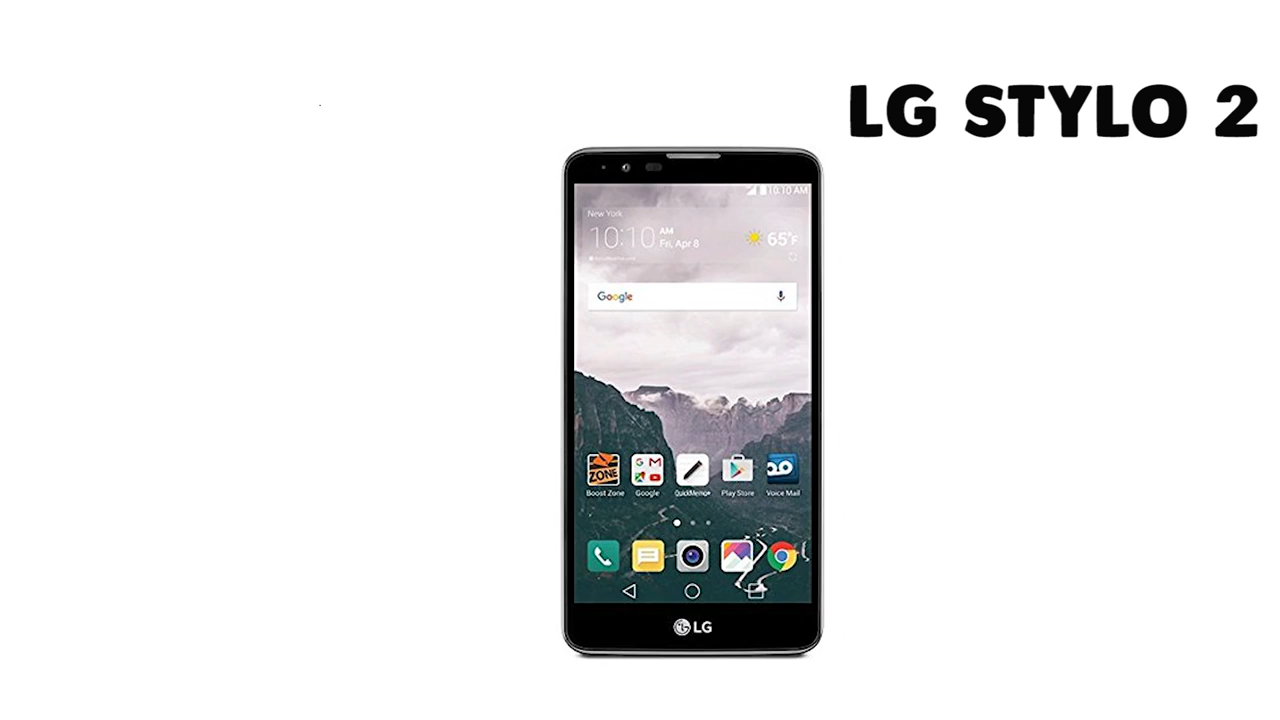 LG STYLO 2
10:10 AM
New York
10:10 AM
Fri, Apr 8
65°F
Google
ZONE
Boost Zone Google QuickMemo+ Play Store Voice Mail
LG